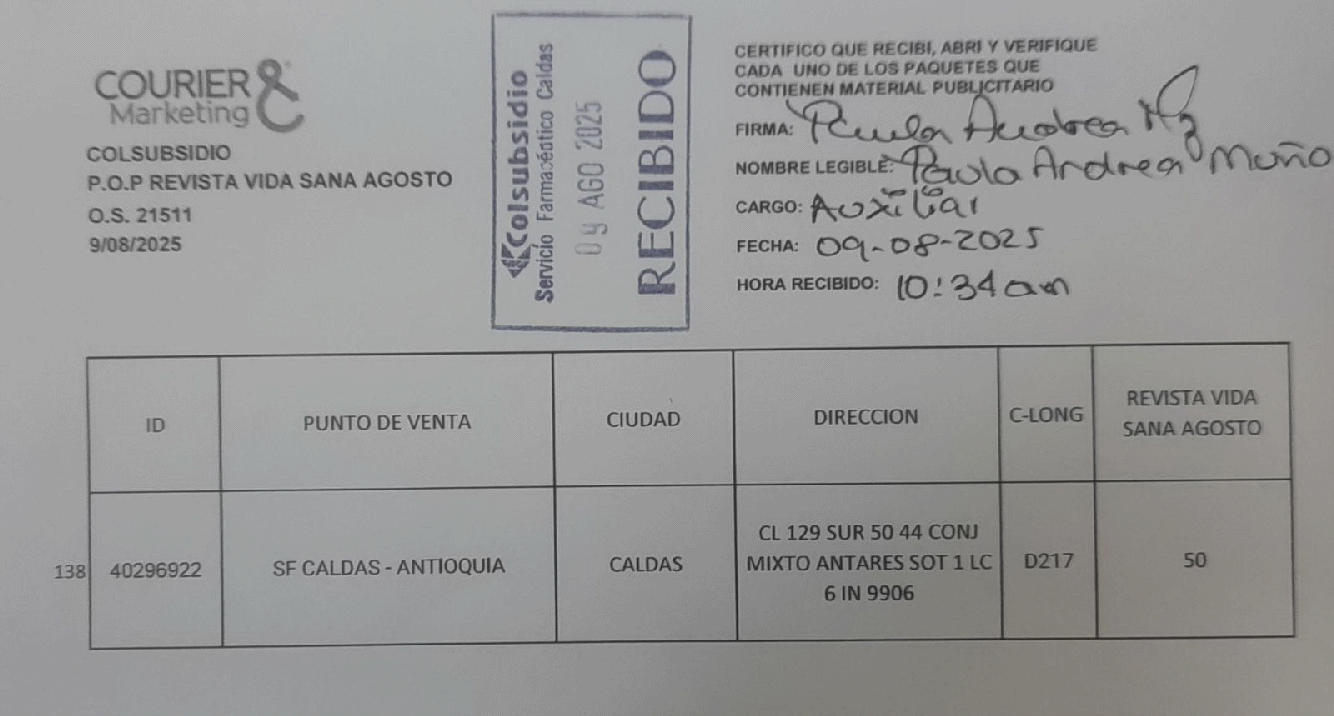 COURIER &
Marketing
COLSUBSIDIO
P.O.P REVISTA VIDA SANA AGOSTO
O.S. 21511
9/08/2025
Colsubsidio
Servicio Farmacéutico Caldas
09 AGO 2025
RECIBIDO
CERTIFICO QUE RECIBI, ABRI Y VERIFIQUE
CADA UNO DE LOS PAQUETES QUE
CONTIENEN MATERIAL PUBLICITARIO
FIRMA: Paula Andrea
NOMBRE LEGIBLE: Paula Andrea Muño
CARGO: Auxiliar
FECHA: 09-08-2025
HORA RECIBIDO: 10:34 am
ID
PUNTO DE VENTA
CIUDAD
DIRECCION
C-LONG
REVISTA VIDA
SANA AGOSTO
138
40296922
SF CALDAS - ANTIOQUIA
CALDAS
CL 129 SUR 50 44 CONJ
MIXTO ANTARES SOT 1 LC
6 IN 9906
D217
50